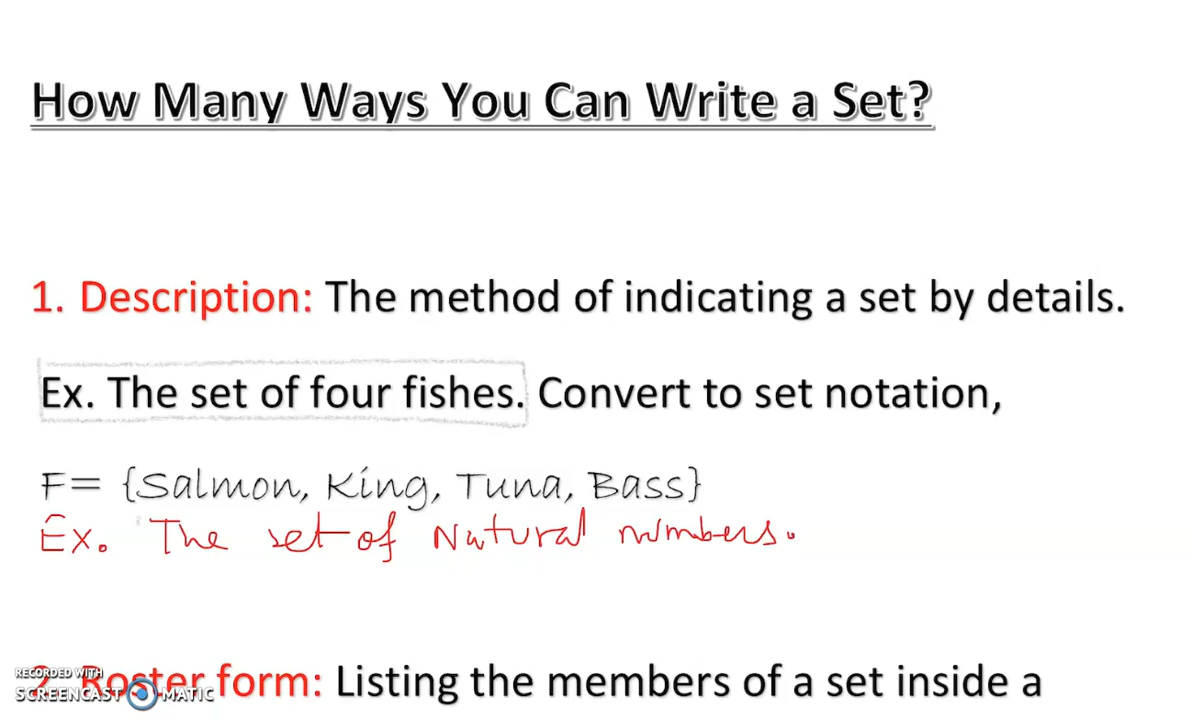 How Many Ways You Can Write a Set?
1. Description: The method of indicating a set by details.
Ex. The set of four fishes. Convert to set notation,
F= {Salmon, King, Tuna, Bass}
Ex. The set of Natural numbers.
2. Roster form: Listing the members of a set inside a
RECORDED WITH
SCREENCAST MATIC